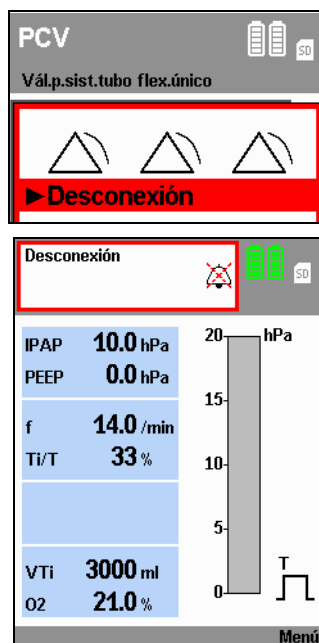 PCV
SD
Vál.p.sist.tubo flex.único
►Desconexión
Desconexión
SD
IPAP 10.0 hPa
PEEP 0.0 hPa
f 14.0 /min
Ti/T 33 %
VTi 3000 ml
O2 21.0 %
20 hPa
15
10
5
0
T
Menú